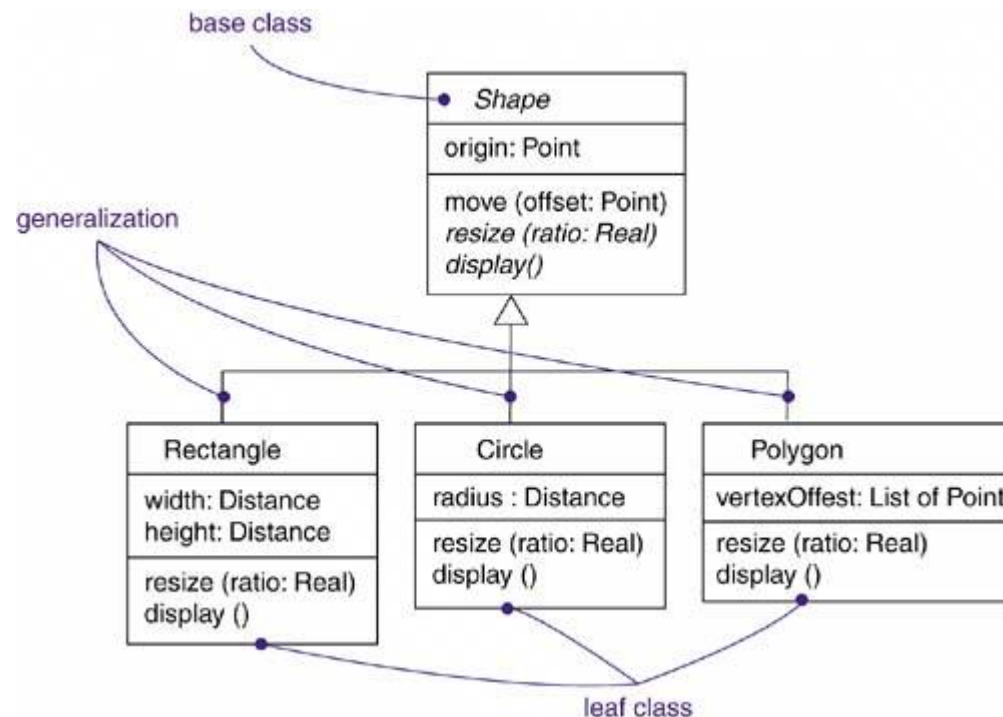 base class
Shape
origin: Point
move (offset: Point)
resize (ratio: Real)
display()
generalization
Rectangle
width: Distance
height: Distance
resize (ratio: Real)
display ()
Circle
radius : Distance
resize (ratio: Real)
display ()
Polygon
vertexOffest: List of Point
resize (ratio: Real)
display ()
leaf class